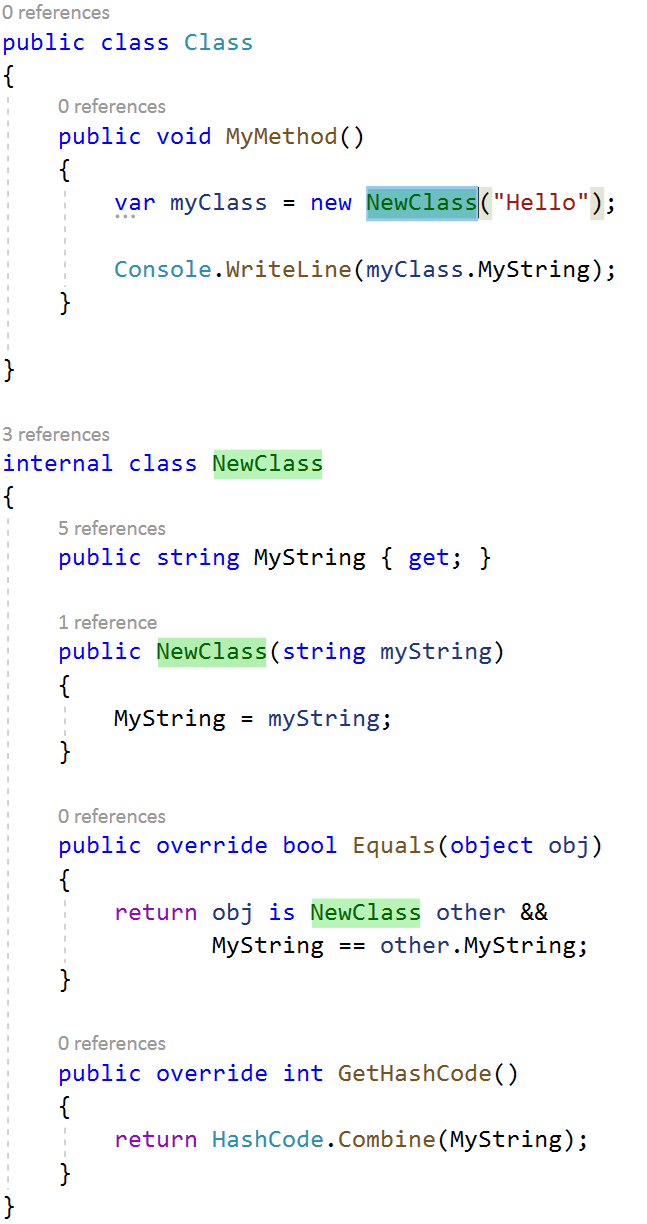 0 references
public class Class
{
0 references
public void MyMethod()
{
var myClass = new NewClass("Hello");
Console.WriteLine(myClass.MyString);
}
}
3 references
internal class NewClass
{
5 references
public string MyString { get; }
1 reference
public NewClass(string myString)
{
MyString = myString;
}
0 references
public override bool Equals(object obj)
{
return obj is NewClass other &&
MyString == other.MyString;
}
0 references
public override int GetHashCode()
{
return HashCode.Combine(MyString);
}
}